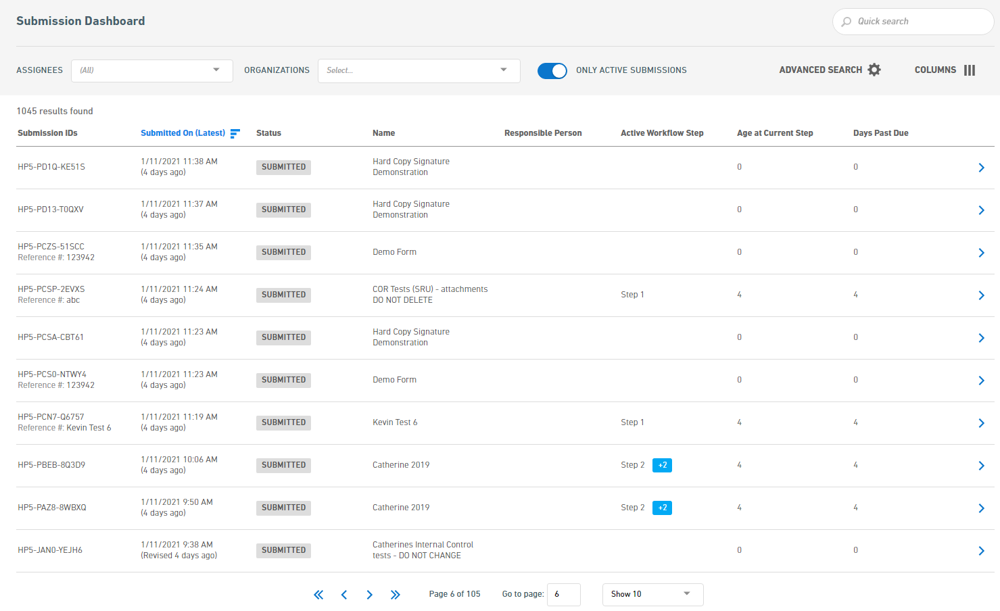 Submission Dashboard
Quick search
ASSIGNEES (All) ORGANIZATIONS Select... ONLY ACTIVE SUBMISSIONS ADVANCED SEARCH COLUMNS
1045 results found
Submission IDs Submitted On (Latest) Status Name Responsible Person Active Workflow Step Age at Current Step Days Past Due
HP5-PD1Q-KE51S 1/11/2021 11:38 AM (4 days ago) SUBMITTED Hard Copy Signature Demonstration 0 0
HP5-PD13-T0QXV 1/11/2021 11:37 AM (4 days ago) SUBMITTED Hard Copy Signature Demonstration 0 0
HP5-PCZS-51SCC Reference #: 123942 1/11/2021 11:35 AM (4 days ago) SUBMITTED Demo Form 0 0
HP5-PCSP-2EVXS Reference #: abc 1/11/2021 11:24 AM (4 days ago) SUBMITTED COR Tests (SRU) - attachments DO NOT DELETE Step 1 4 4
HP5-PCSA-CBT61 1/11/2021 11:23 AM (4 days ago) SUBMITTED Hard Copy Signature Demonstration 0 0
HP5-PCS0-NTWY4 Reference #: 123942 1/11/2021 11:23 AM (4 days ago) SUBMITTED Demo Form 0 0
HP5-PCN7-Q6757 Reference #: Kevin Test 6 1/11/2021 11:19 AM (4 days ago) SUBMITTED Kevin Test 6 Step 1 4 4
HP5-PBEB-8Q3D9 1/11/2021 10:06 AM (4 days ago) SUBMITTED Catherine 2019 Step 2 +2 4 4
HP5-PAZ8-8WBXQ 1/11/2021 9:50 AM (4 days ago) SUBMITTED Catherine 2019 Step 2 +2 4 4
HP5-JAN0-YEJH6 1/11/2021 9:38 AM (Revised 4 days ago) SUBMITTED Catherines Internal Control tests - DO NOT CHANGE 0 0
Page 6 of 105 Go to page: 6 Show 10